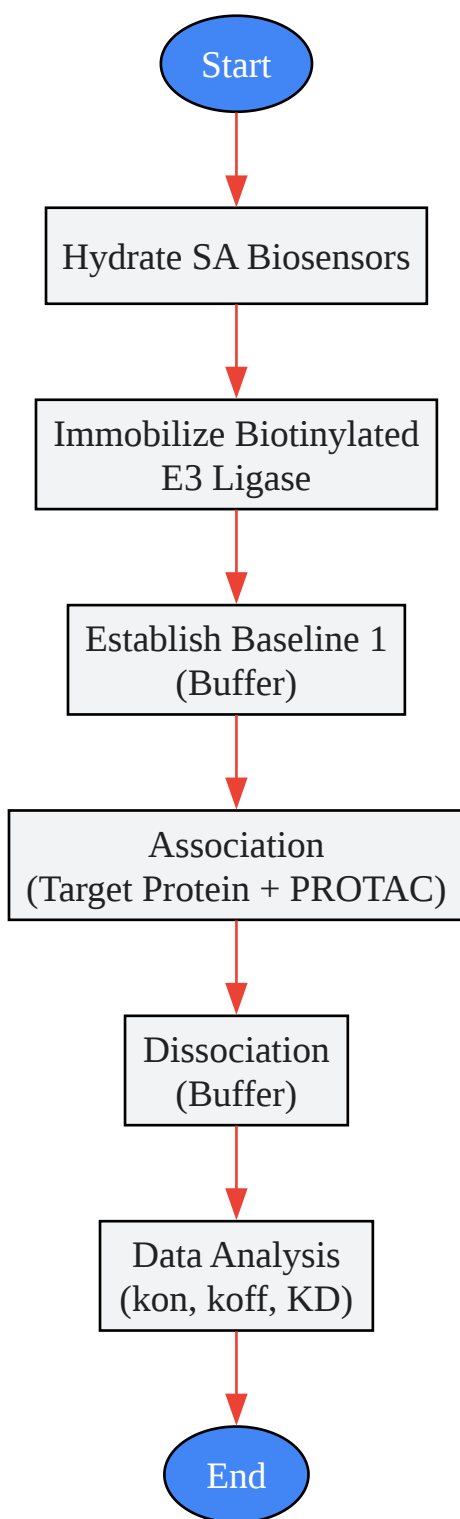 Start
Hydrate SA Biosensors
Immobilize Biotinylated
E3 Ligase
Establish Baseline 1
(Buffer)
Association
(Target Protein + PROTAC)
Dissociation
(Buffer)
Data Analysis
(kon, koff, KD)
End